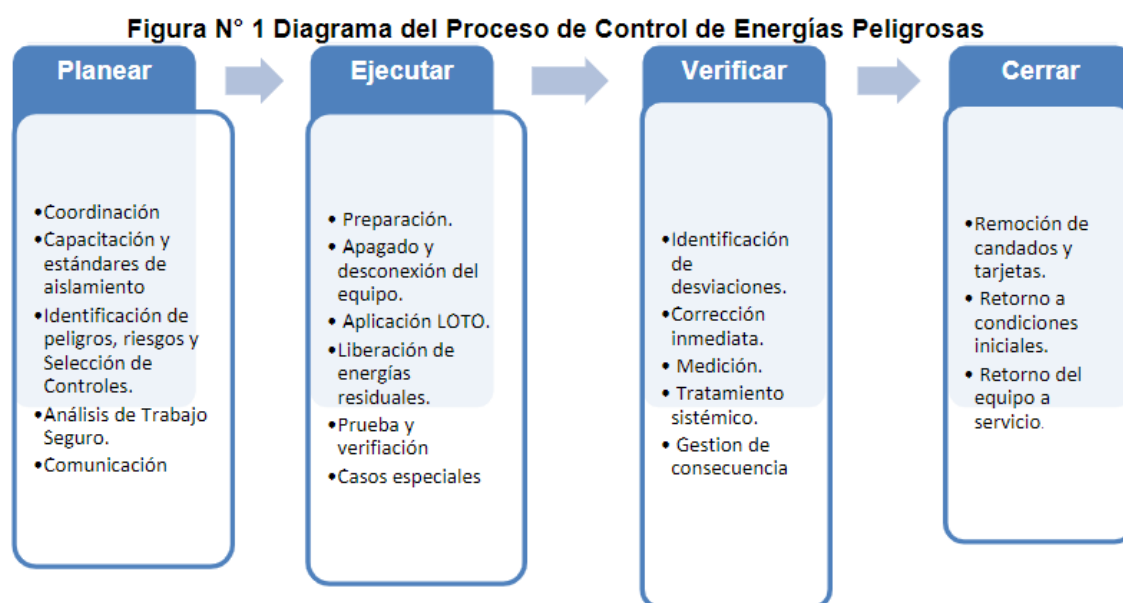 Figura N° 1 Diagrama del Proceso de Control de Energías Peligrosas
Planear
•Coordinación
•Capacitación y
estándares de
aislamiento
•Identificación de
peligros, riesgos y
Selección de
Controles.
•Análisis de Trabajo
Seguro.
•Comunicación
Ejecutar
• Preparación.
• Apagado y
desconexión del
equipo.
• Aplicación LOTO.
•Liberación de
energías
residuales.
•Prueba y
verifiación
•Casos especiales
Verificar
•Identificación
de
desviaciones.
•Corrección
inmediata.
• Medición.
• Tratamiento
sistémico.
• Gestion de
consecuencia
Cerrar
•Remoción de
candados y
tarjetas.
• Retorno a
condiciones
iniciales.
• Retorno del
equipo a
servicio.